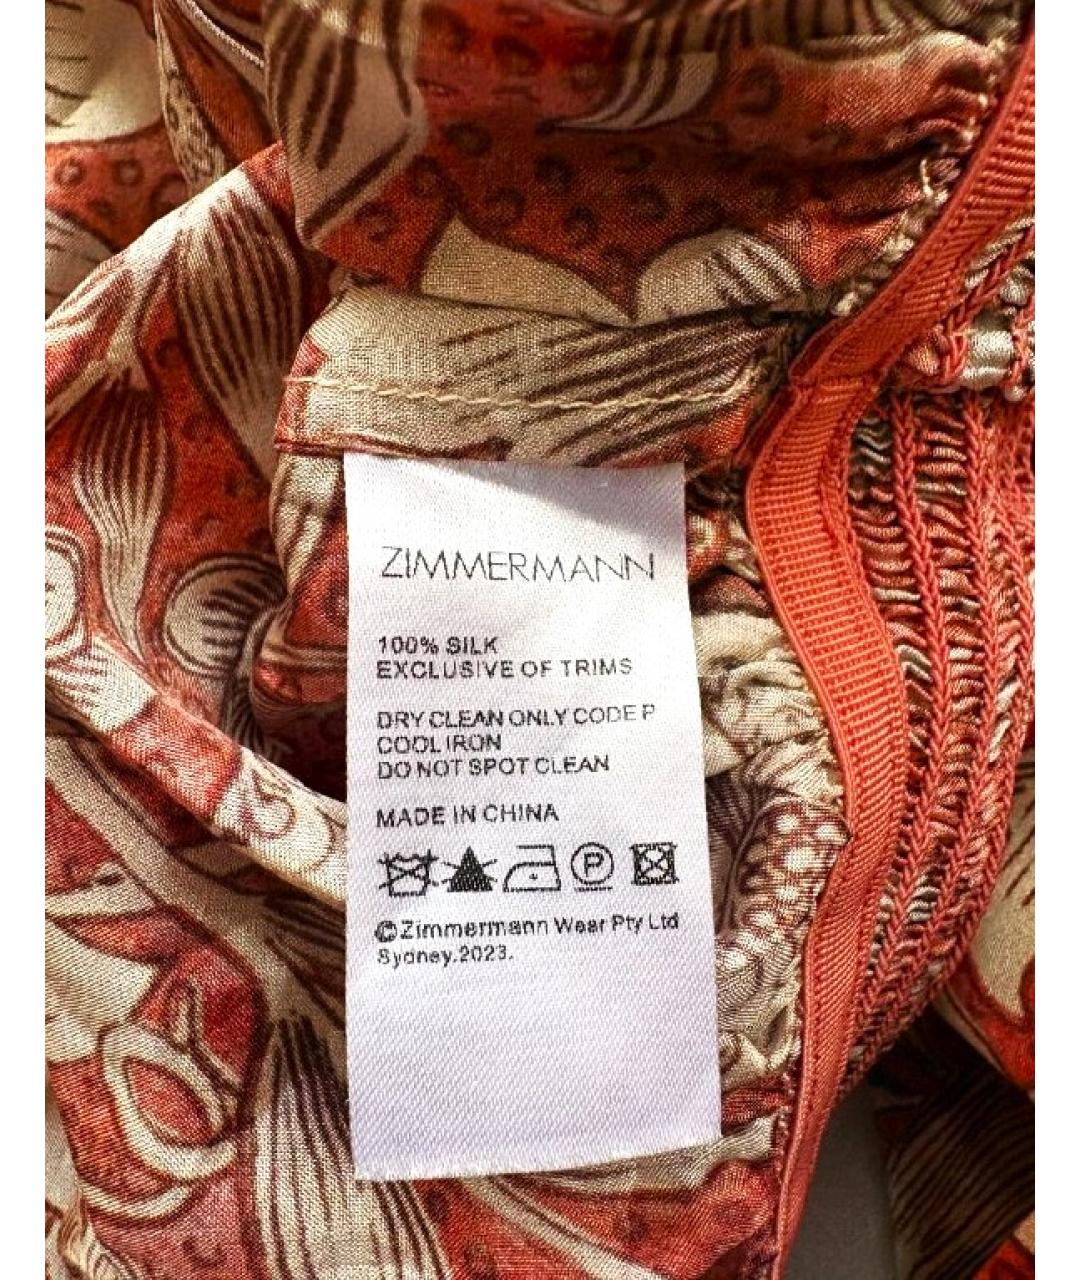 ZIMMERMANN
100% SILK
EXCLUSIVE OF TRIMS
DRY CLEAN ONLY CODE P
COOL IRON
DO NOT SPOT CLEAN
MADE IN CHINA
P
©Zimmermann Wear Pty Ltd
Sydney.2023.